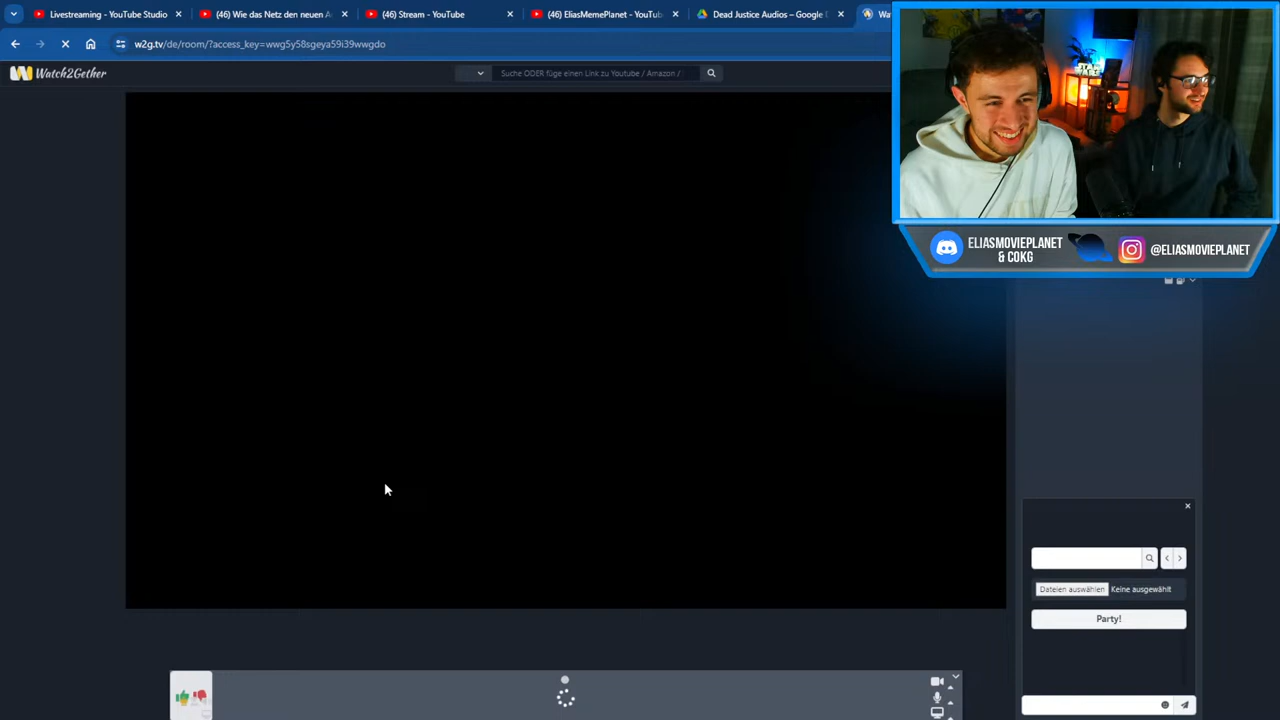 Livestreaming - YouTube Studio
(46) Wie das Netz den neuen A
(46) Stream - YouTube
(46) EliasMemePlanet - YouTub
Dead Justice Audios – Google
w2g.tv/de/room/?access_key=wwg5y58sgeya59i39wwgdo
Watch2Gether
Suche ODER füge einen Link zu Youtube / Amazon /
STAR
WARS
ELIASMOVIEPLANET
& COKG
@ELIASMOVIEPLANET
Dateien auswählen Keine ausgewählt
Party!